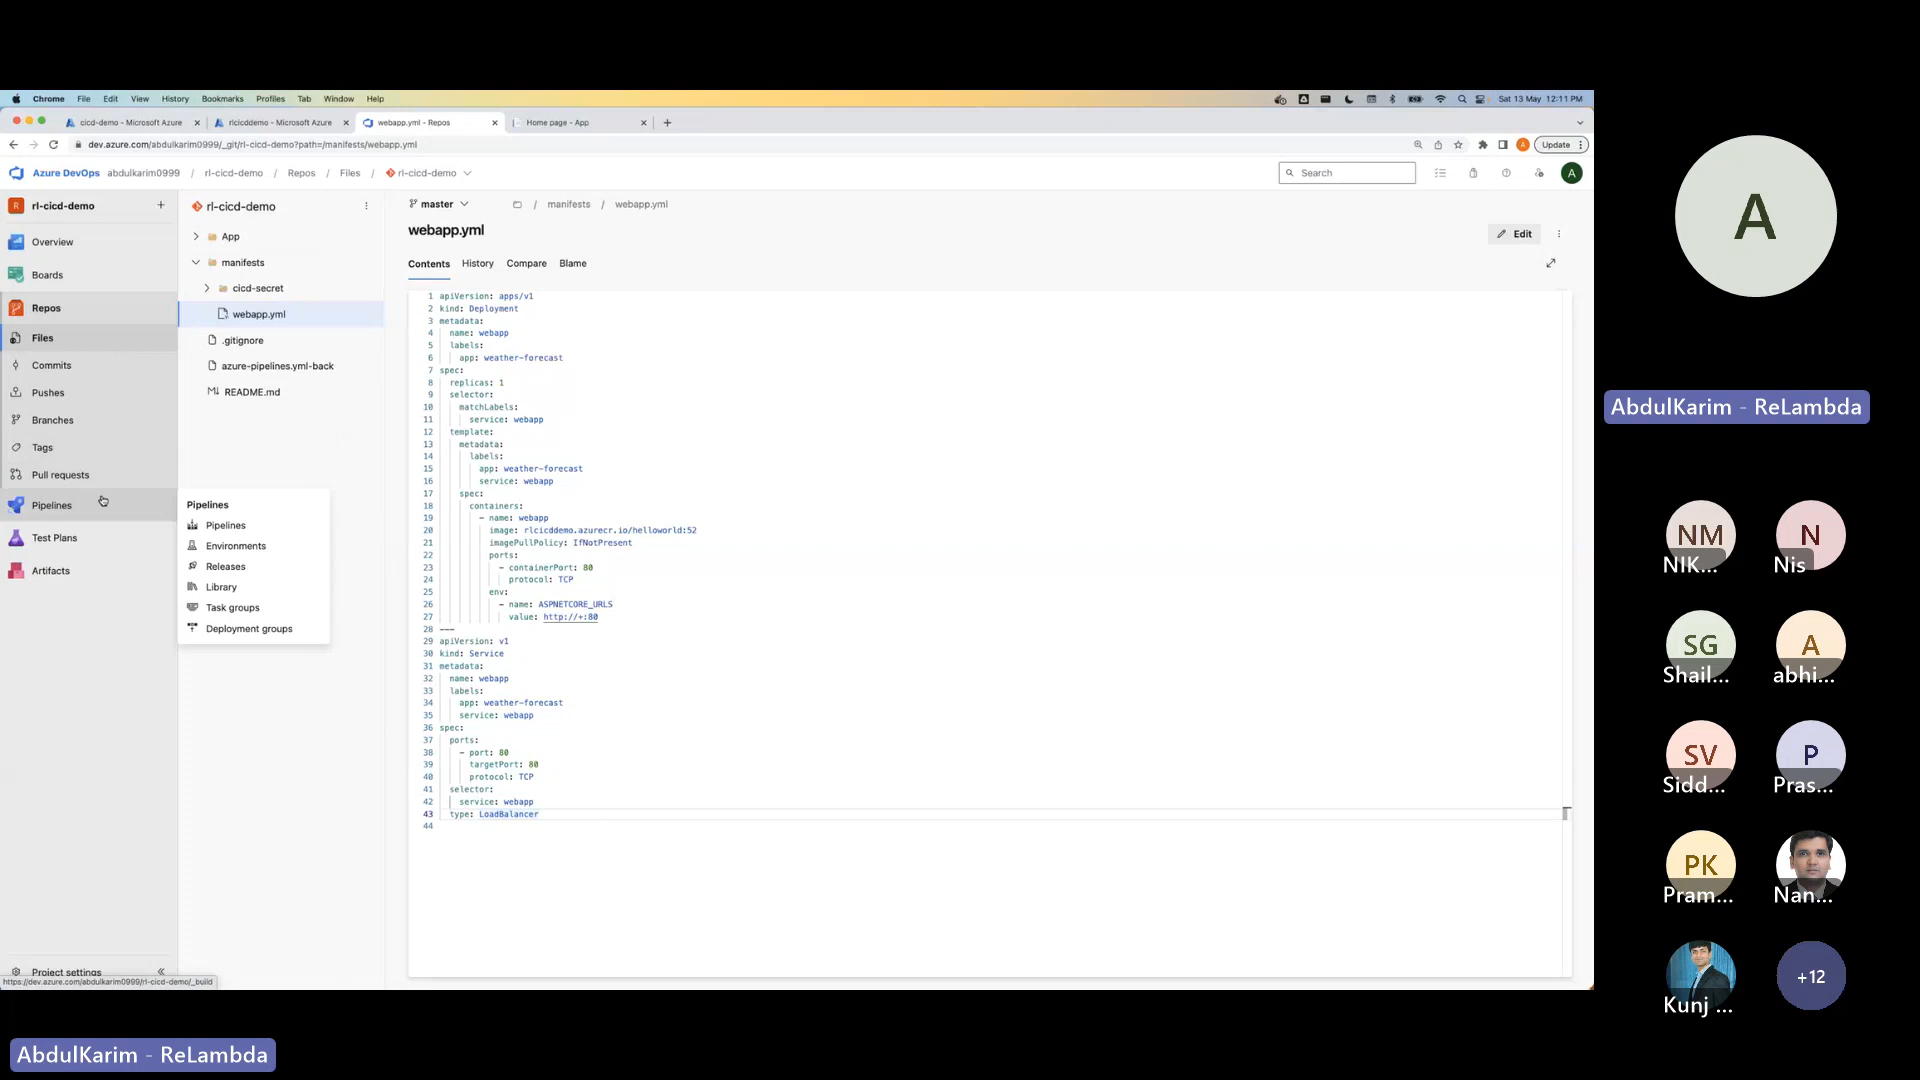 Chrome File Edit View History Bookmarks Profiles Tab Window Help Sat 13 May 12:11 PM
cicd-demo - Microsoft Azure
rlcicddemo - Microsoft Azure
webapp.yml - Repos
Home page - App
dev.azure.com/abdulkarim0999/_git/rl-cicd-demo?path=/manifests/webapp.yml
Update
Azure DevOps abdulkarim0999 / rl-cicd-demo / Repos / Files / rl-cicd-demo
Search
A
R rl-cicd-demo
Overview
Boards
Repos
Files
Commits
Pushes
Branches
Tags
Pull requests
Pipelines
Test Plans
Artifacts
Project settings
https://dev.azure.com/abdulkarim0999/rl-cicd-demo/_build
rl-cicd-demo
App
manifests
cicd-secret
webapp.yml
.gitignore
azure-pipelines.yml-back
README.md
Pipelines
Pipelines
Environments
Releases
Library
Task groups
Deployment groups
master / manifests / webapp.yml
webapp.yml
Edit
Contents History Compare Blame
1 apiVersion: apps/v1
2 kind: Deployment
3 metadata:
4 name: webapp
5 labels:
6 app: weather-forecast
7 spec:
8 replicas: 1
9 selector:
10 matchLabels:
11 service: webapp
12 template:
13 metadata:
14 labels:
15 app: weather-forecast
16 service: webapp
17 spec:
18 containers:
19 - name: webapp
20 image: rlcicddemo.azurecr.io/helloworld:52
21 imagePullPolicy: IfNotPresent
22 ports:
23 - containerPort: 80
24 protocol: TCP
25 env:
26 - name: ASPNETCORE_URLS
27 value: http://+:80
28 ---
29 apiVersion: v1
30 kind: Service
31 metadata:
32 name: webapp
33 labels:
34 app: weather-forecast
35 service: webapp
36 spec:
37 ports:
38 - port: 80
39 targetPort: 80
40 protocol: TCP
41 selector:
42 service: webapp
43 type: LoadBalancer
44
A
AbdulKarim - ReLambda
NM N
NIK... Nis
SG A
Shail... abhi...
SV P
Sidd... Pras...
PK
Pram... Nan...
+12
Kunj ...
AbdulKarim - ReLambda